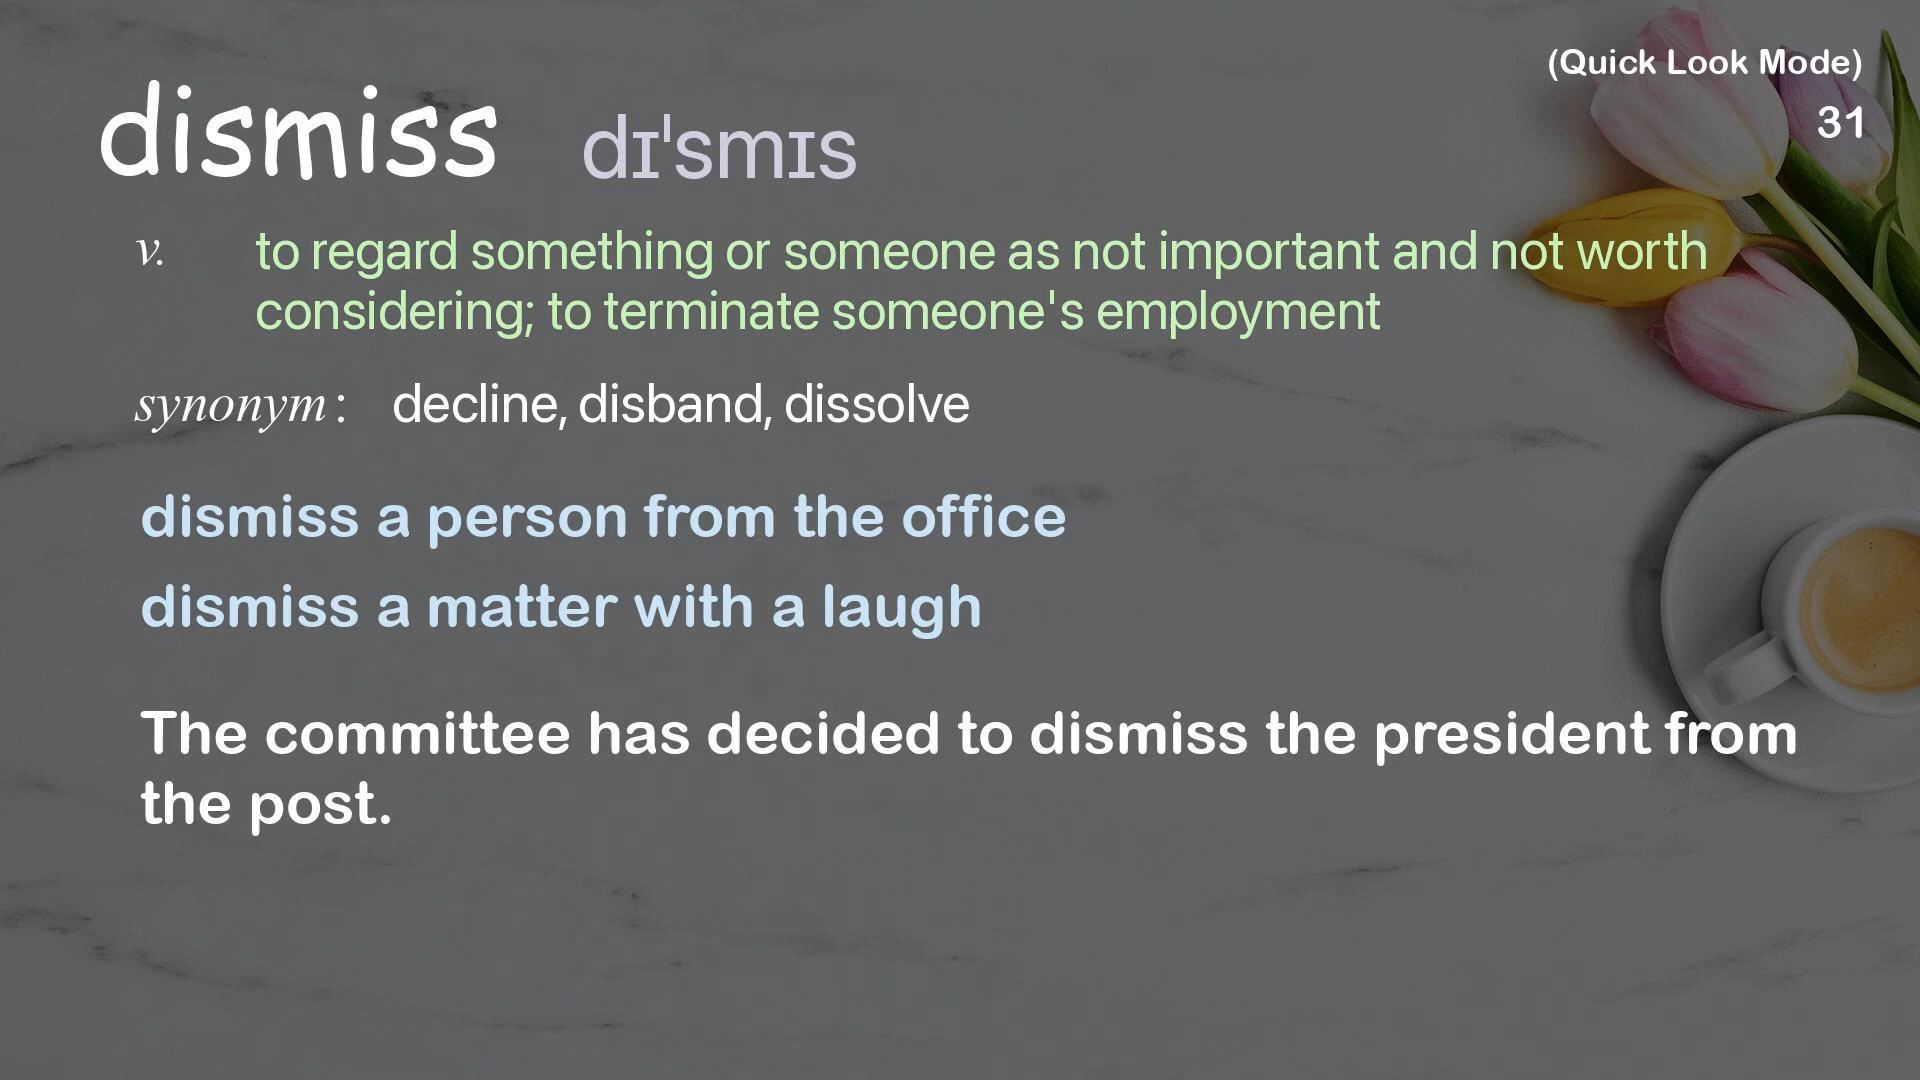 (Quick Look Mode)
31
dismiss dɪ'smɪs
v. to regard something or someone as not important and not worth
considering; to terminate someone's employment
synonym: decline, disband, dissolve
dismiss a person from the office
dismiss a matter with a laugh
The committee has decided to dismiss the president from
the post.